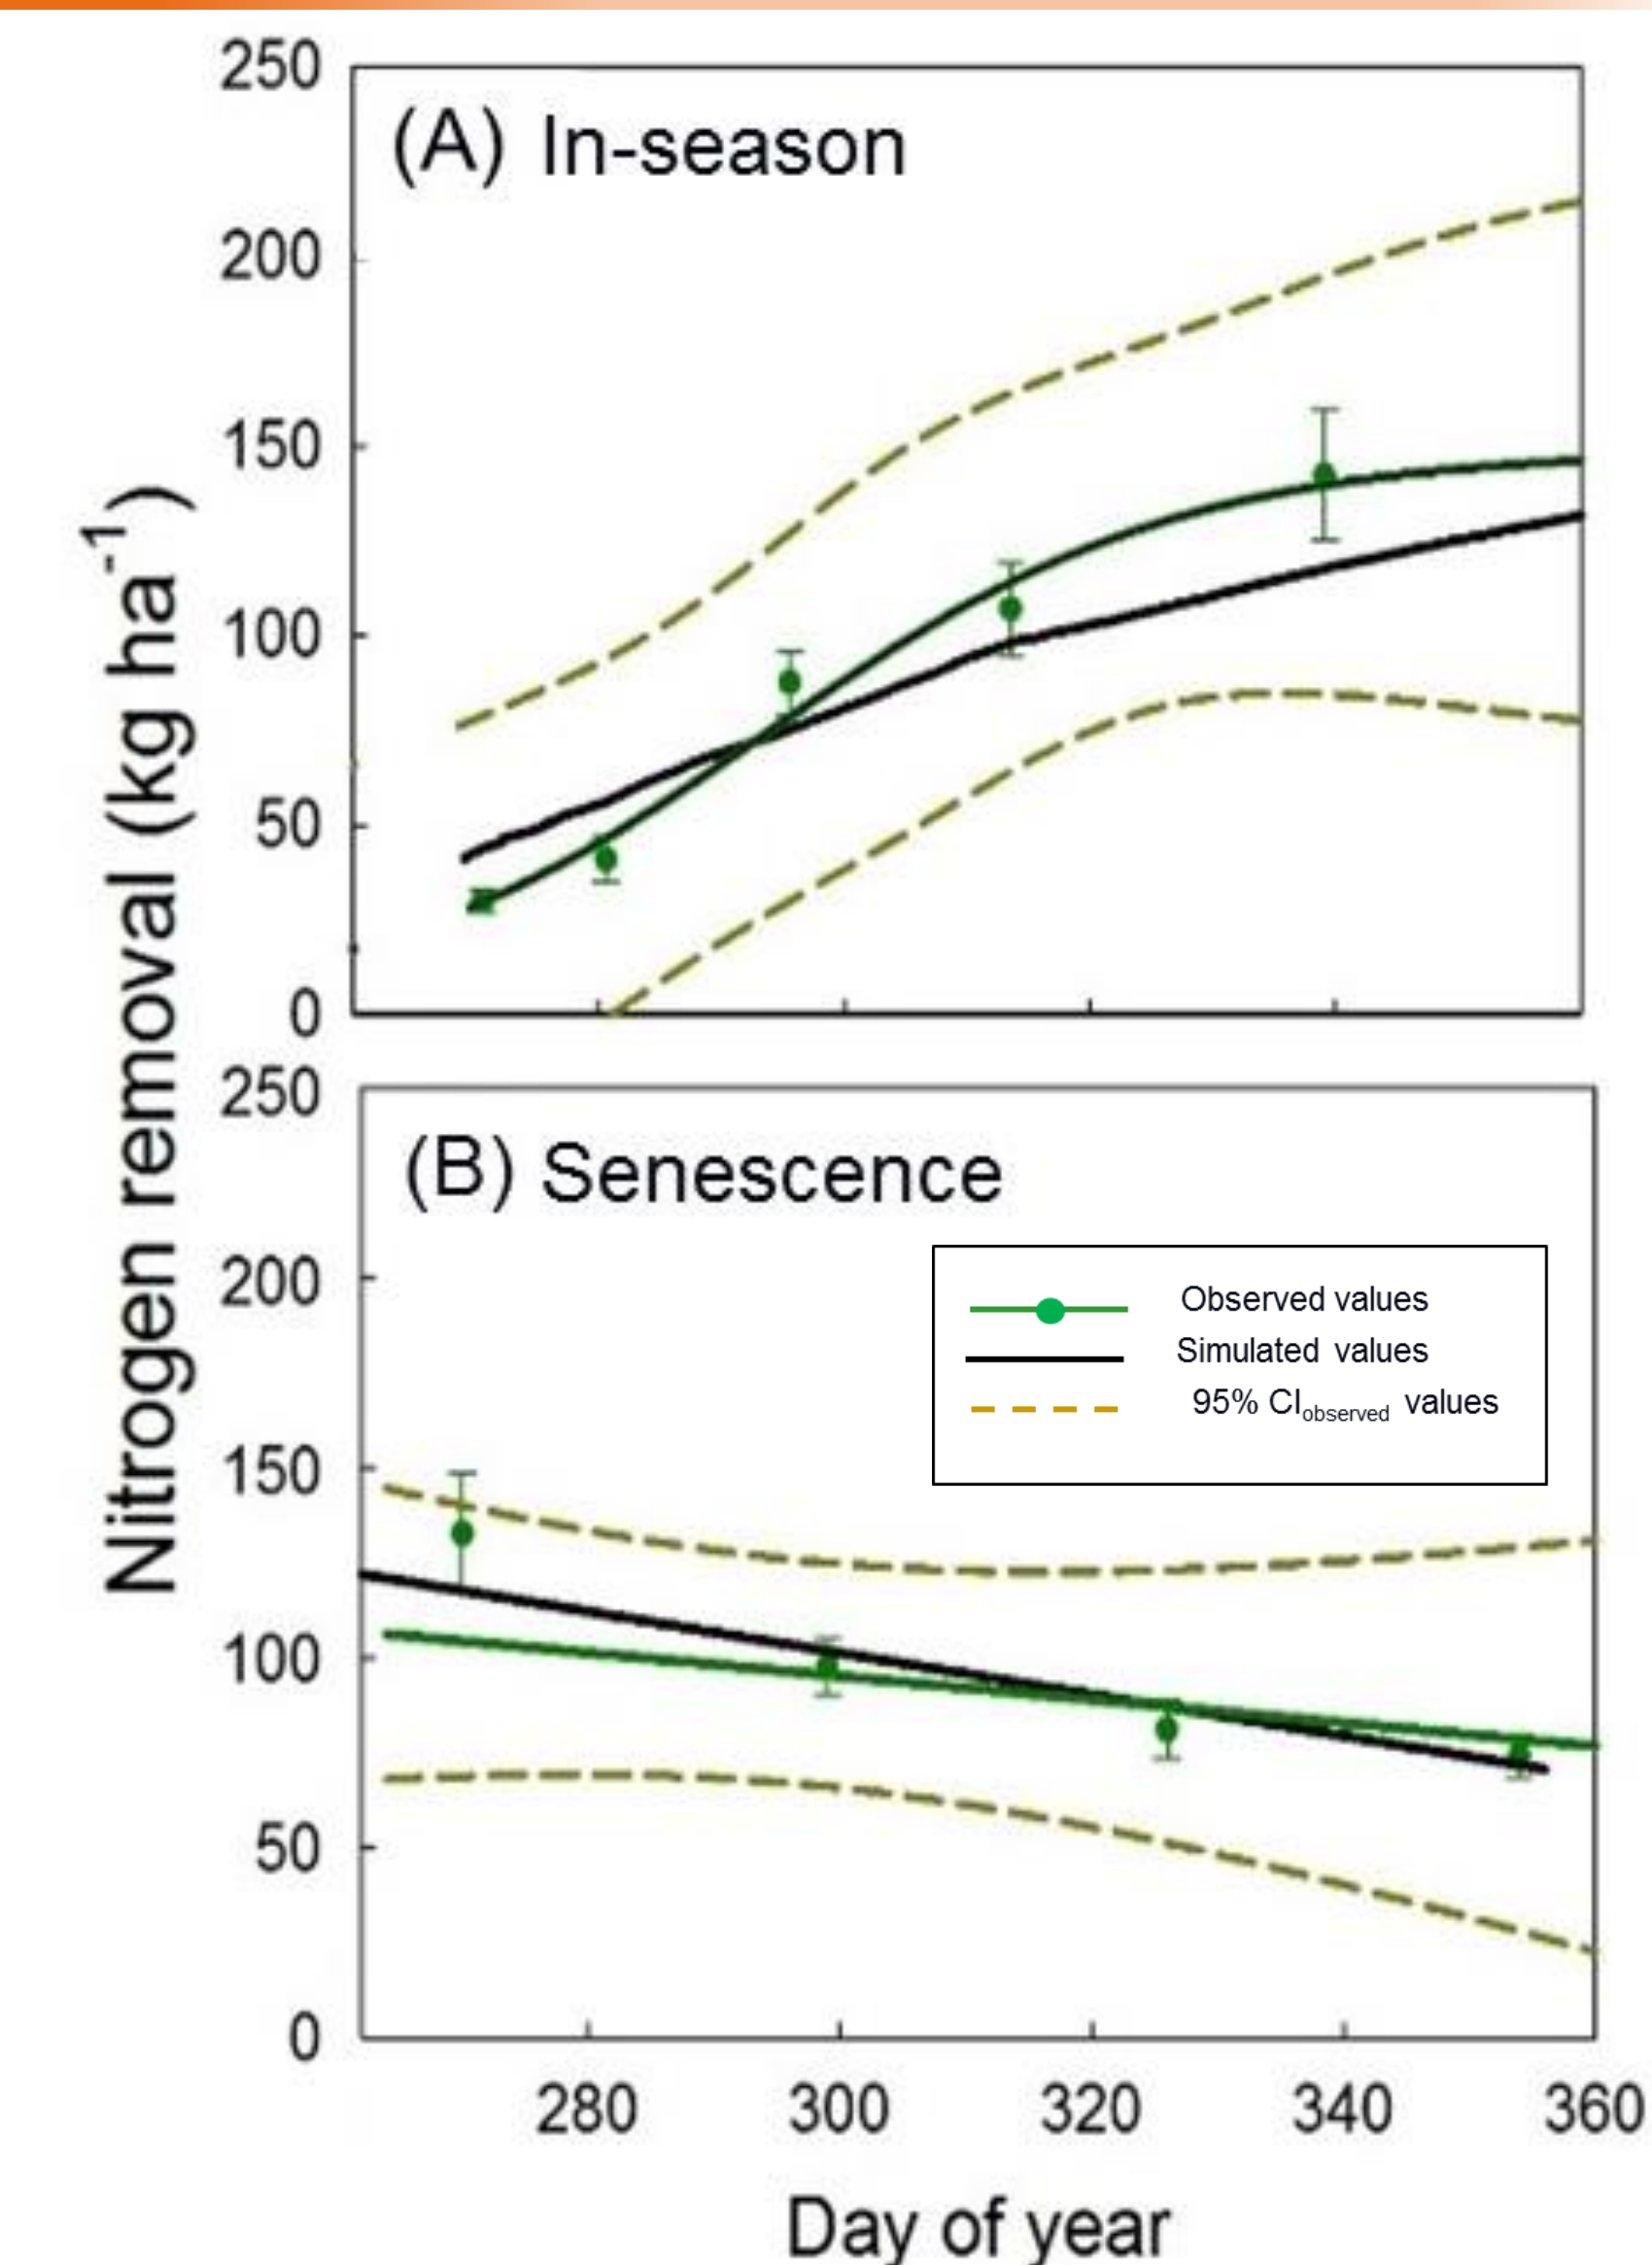 250
(A) In-season
200
150
100
50
0
Nitrogen removal (kg ha⁻¹)
250
(B) Senescence
200
Observed values
Simulated values
95% CIobserved values
150
100
50
0
280 300 320 340 360
Day of year